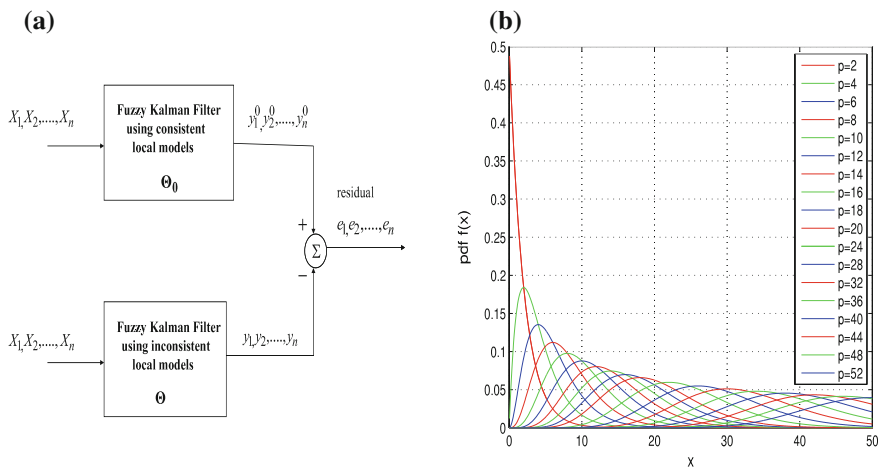 (a)
X1,X2,....,Xn
Fuzzy Kalman Filter
using consistent
local models
Θ0
y1^0,y2^0,....,yn^0
residual
e1,e2,....,en
+
Σ
−
X1,X2,....,Xn
Fuzzy Kalman Filter
using inconsistent
local models
Θ
y1,y2,....,yn
(b)
pdf f(x)
0.5
0.45
0.4
0.35
0.3
0.25
0.2
0.15
0.1
0.05
0
0
10
20
30
40
50
x
p=2
p=4
p=6
p=8
p=10
p=12
p=14
p=16
p=18
p=20
p=24
p=28
p=32
p=36
p=40
p=44
p=48
p=52